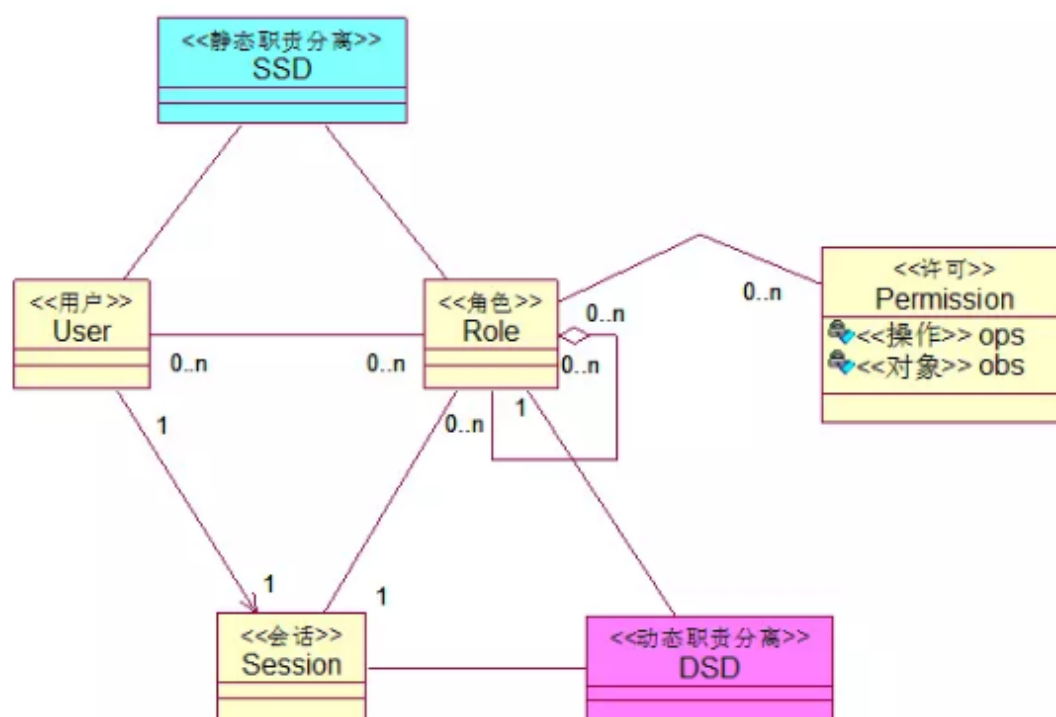 <<静态职责分离>>
SSD
<<用户>>
User
<<角色>>
Role
<<许可>>
Permission
<<操作>> ops
<<对象>> obs
0..n
0..n
0..n
0..n
0..n
0..n
1
1
1
1
<<会话>>
Session
<<动态职责分离>>
DSD